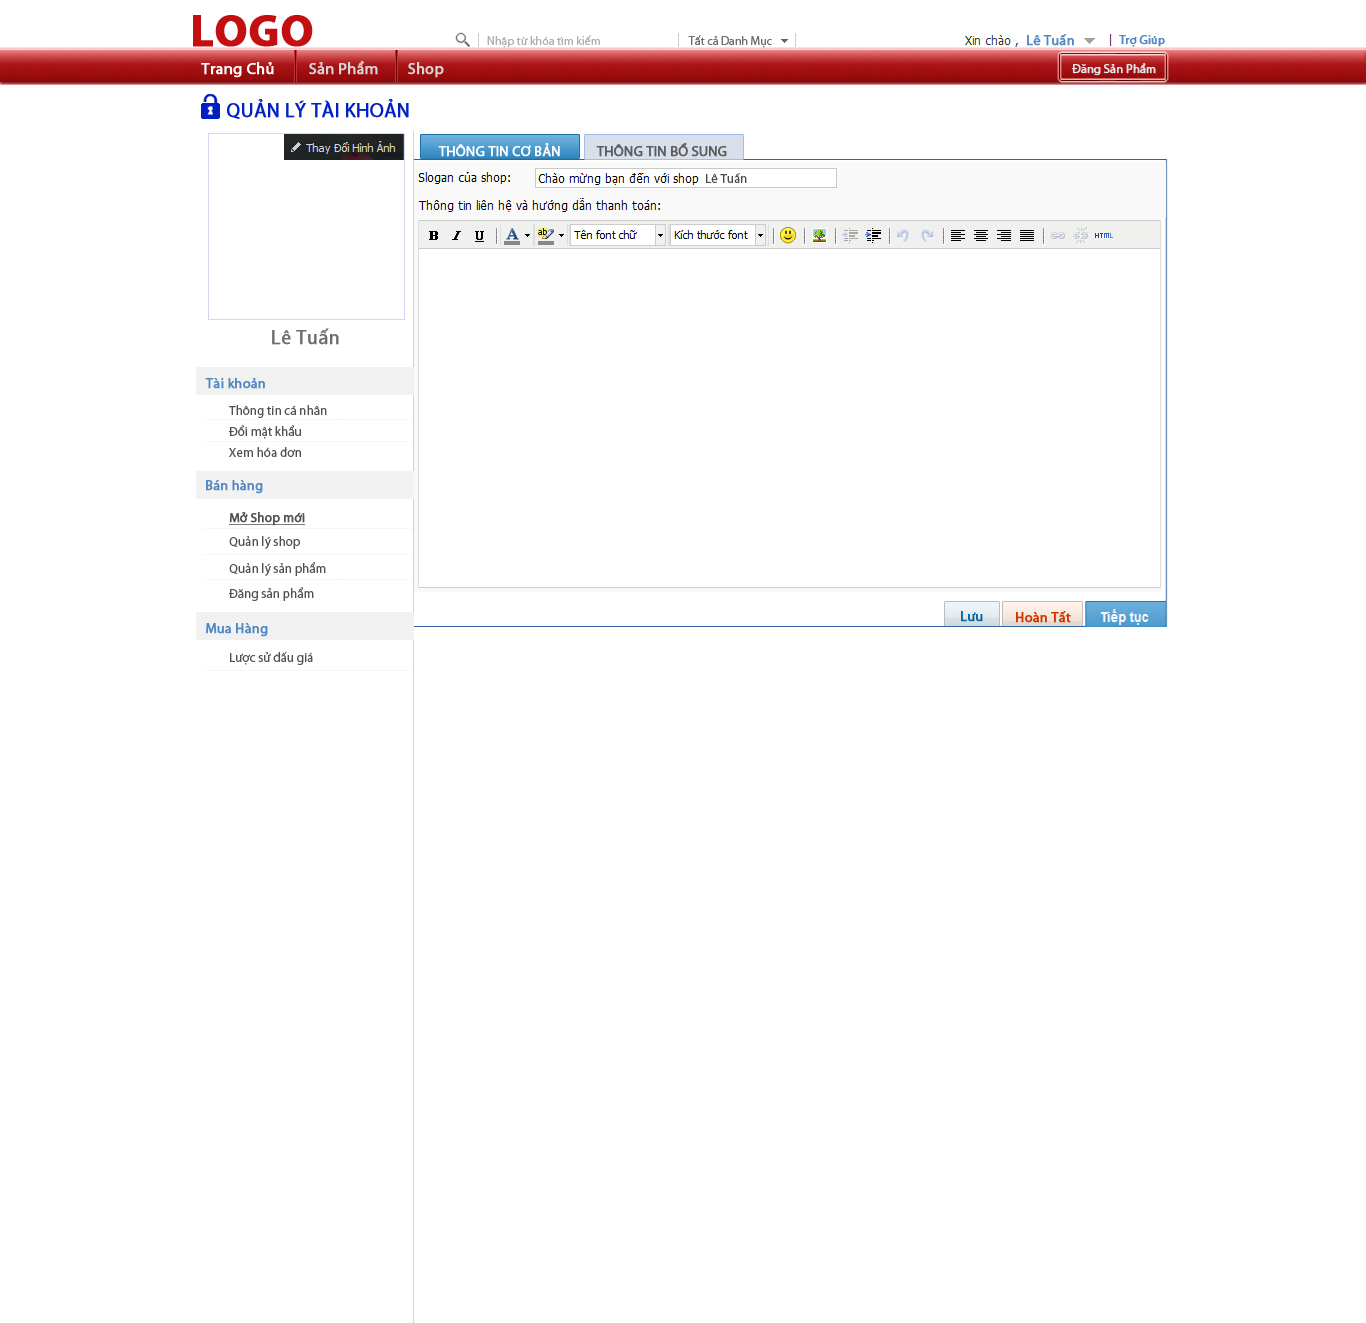 LOGO
Nhập từ khóa tìm kiếm
Tất cả Danh Mục
Xin chào , Lê Tuấn
Trợ Giúp
Trang Chủ
Sản Phẩm
Shop
Đăng Sản Phẩm
QUẢN LÝ TÀI KHOẢN
Thay Đổi Hình Ảnh
Lê Tuấn
Tài khoản
Thông tin cá nhân
Đổi mật khẩu
Xem hóa đơn
Bán hàng
Mở Shop mới
Quản lý shop
Quản lý sản phẩm
Đăng sản phẩm
Mua Hàng
Lược sử đấu giá
THÔNG TIN CƠ BẢN
THÔNG TIN BỔ SUNG
Slogan của shop: Chào mừng bạn đến với shop Lê Tuấn
Thông tin liên hệ và hướng dẫn thanh toán:
B I U A ab Tên font chữ Kích thước font HTML
Lưu
Hoàn Tất
Tiếp tục